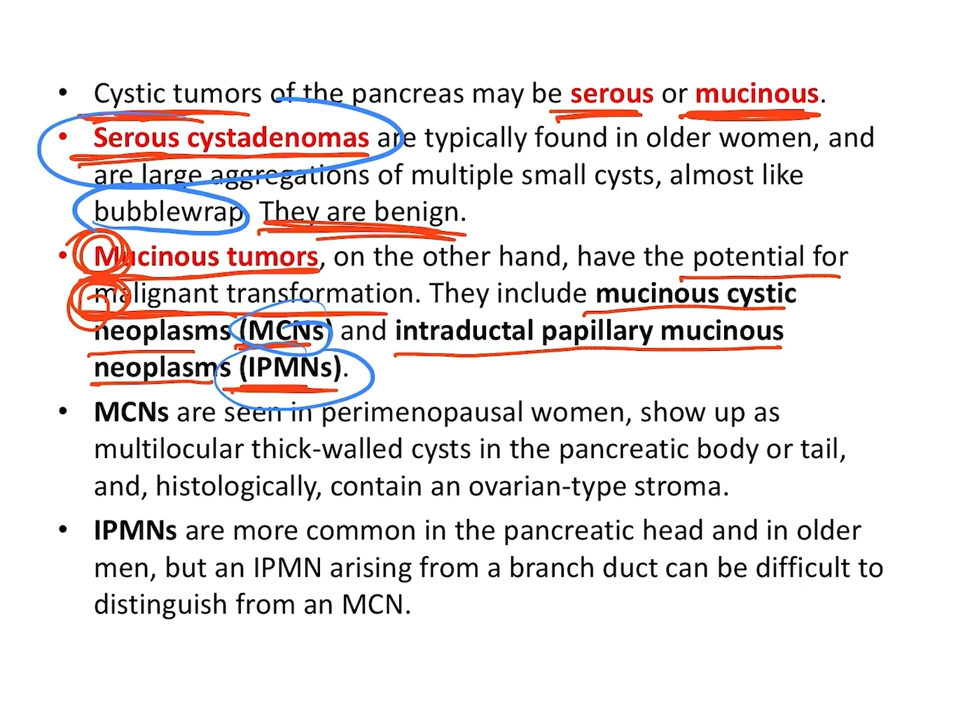 • Cystic tumors of the pancreas may be serous or mucinous.
• Serous cystadenomas are typically found in older women, and
are large aggregations of multiple small cysts, almost like
bubblewrap. They are benign.
• Mucinous tumors, on the other hand, have the potential for
malignant transformation. They include mucinous cystic
neoplasms (MCNs) and intraductal papillary mucinous
neoplasms (IPMNs).
• MCNs are seen in perimenopausal women, show up as
multilocular thick-walled cysts in the pancreatic body or tail,
and, histologically, contain an ovarian-type stroma.
• IPMNs are more common in the pancreatic head and in older
men, but an IPMN arising from a branch duct can be difficult to
distinguish from an MCN.